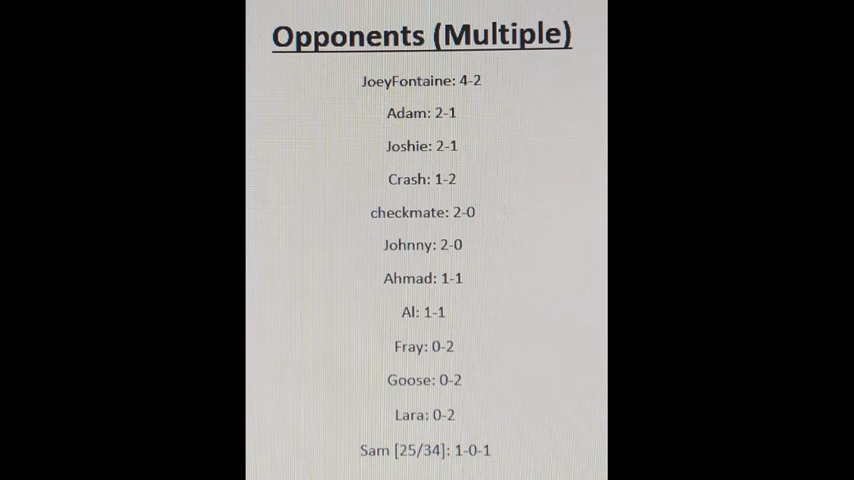 Opponents (Multiple)
JoeyFontaine: 4-2
Adam: 2-1
Joshie: 2-1
Crash: 1-2
checkmate: 2-0
Johnny: 2-0
Ahmad: 1-1
Al: 1-1
Fray: 0-2
Goose: 0-2
Lara: 0-2
Sam [25/34]: 1-0-1